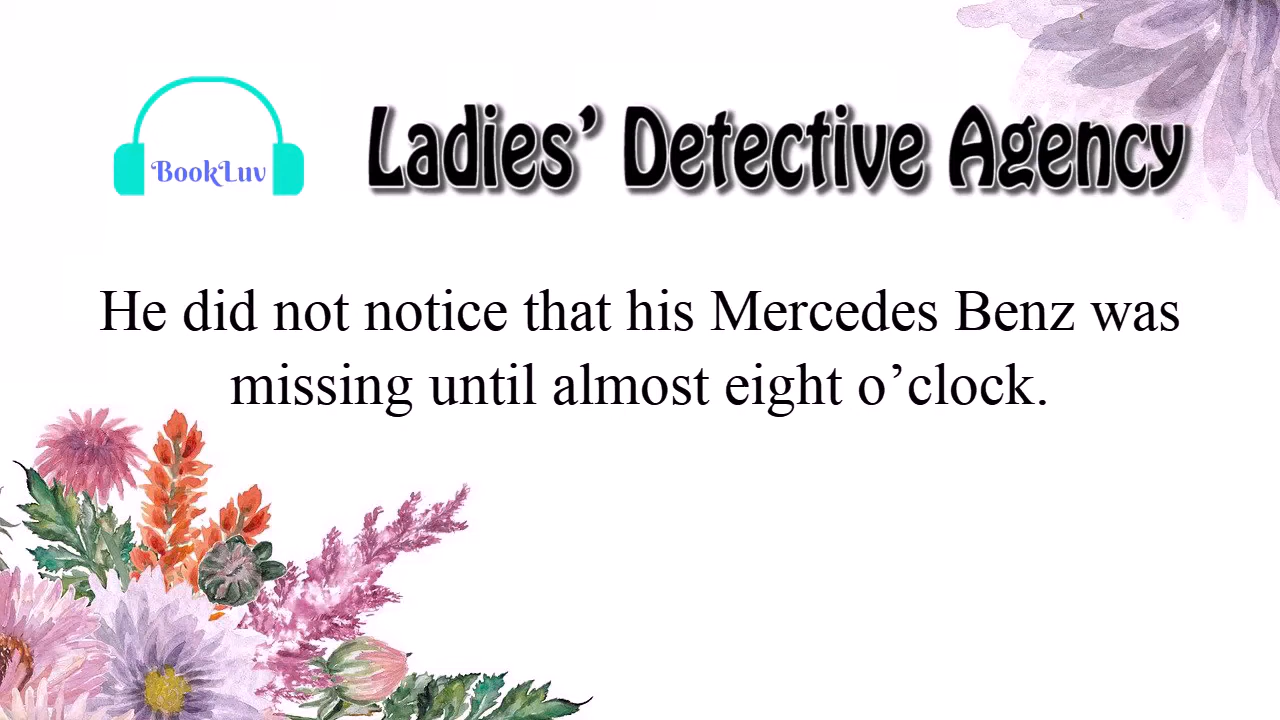 BookLuv
Ladies’ Detective Agency
He did not notice that his Mercedes Benz was
missing until almost eight o’clock.